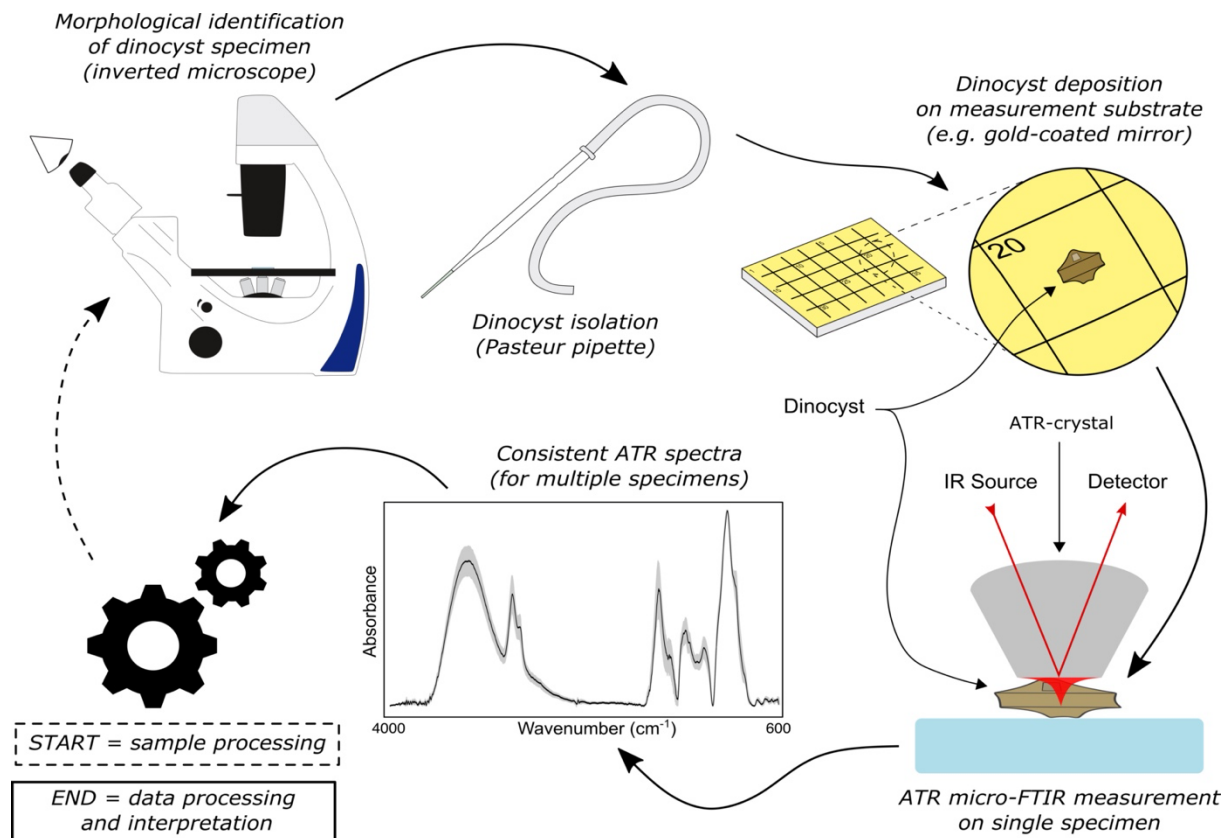 Morphological identification
of dinocyst specimen
(inverted microscope)
Dinocyst isolation
(Pasteur pipette)
Dinocyst deposition
on measurement substrate
(e.g. gold-coated mirror)
20
Dinocyst
ATR-crystal
IR Source
Detector
ATR micro-FTIR measurement
on single specimen
Consistent ATR spectra
(for multiple specimens)
Absorbance
4000
Wavenumber (cm⁻¹)
600
START = sample processing
END = data processing
and interpretation